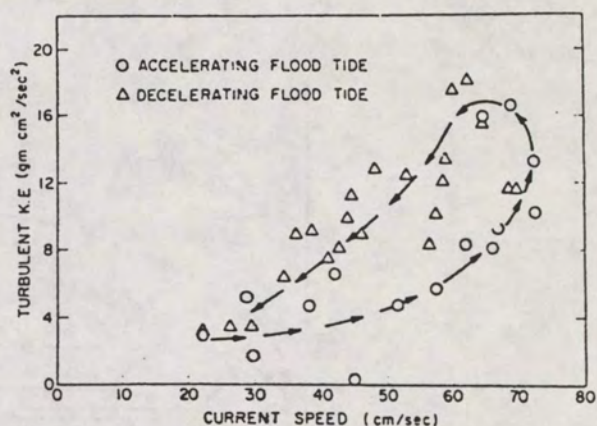 20
16
12
8
4
0
TURBULENT K.E (gm cm²/sec²)
O ACCELERATING FLOOD TIDE
△ DECELERATING FLOOD TIDE
0 10 20 30 40 50 60 70 80
CURRENT SPEED (cm/sec)